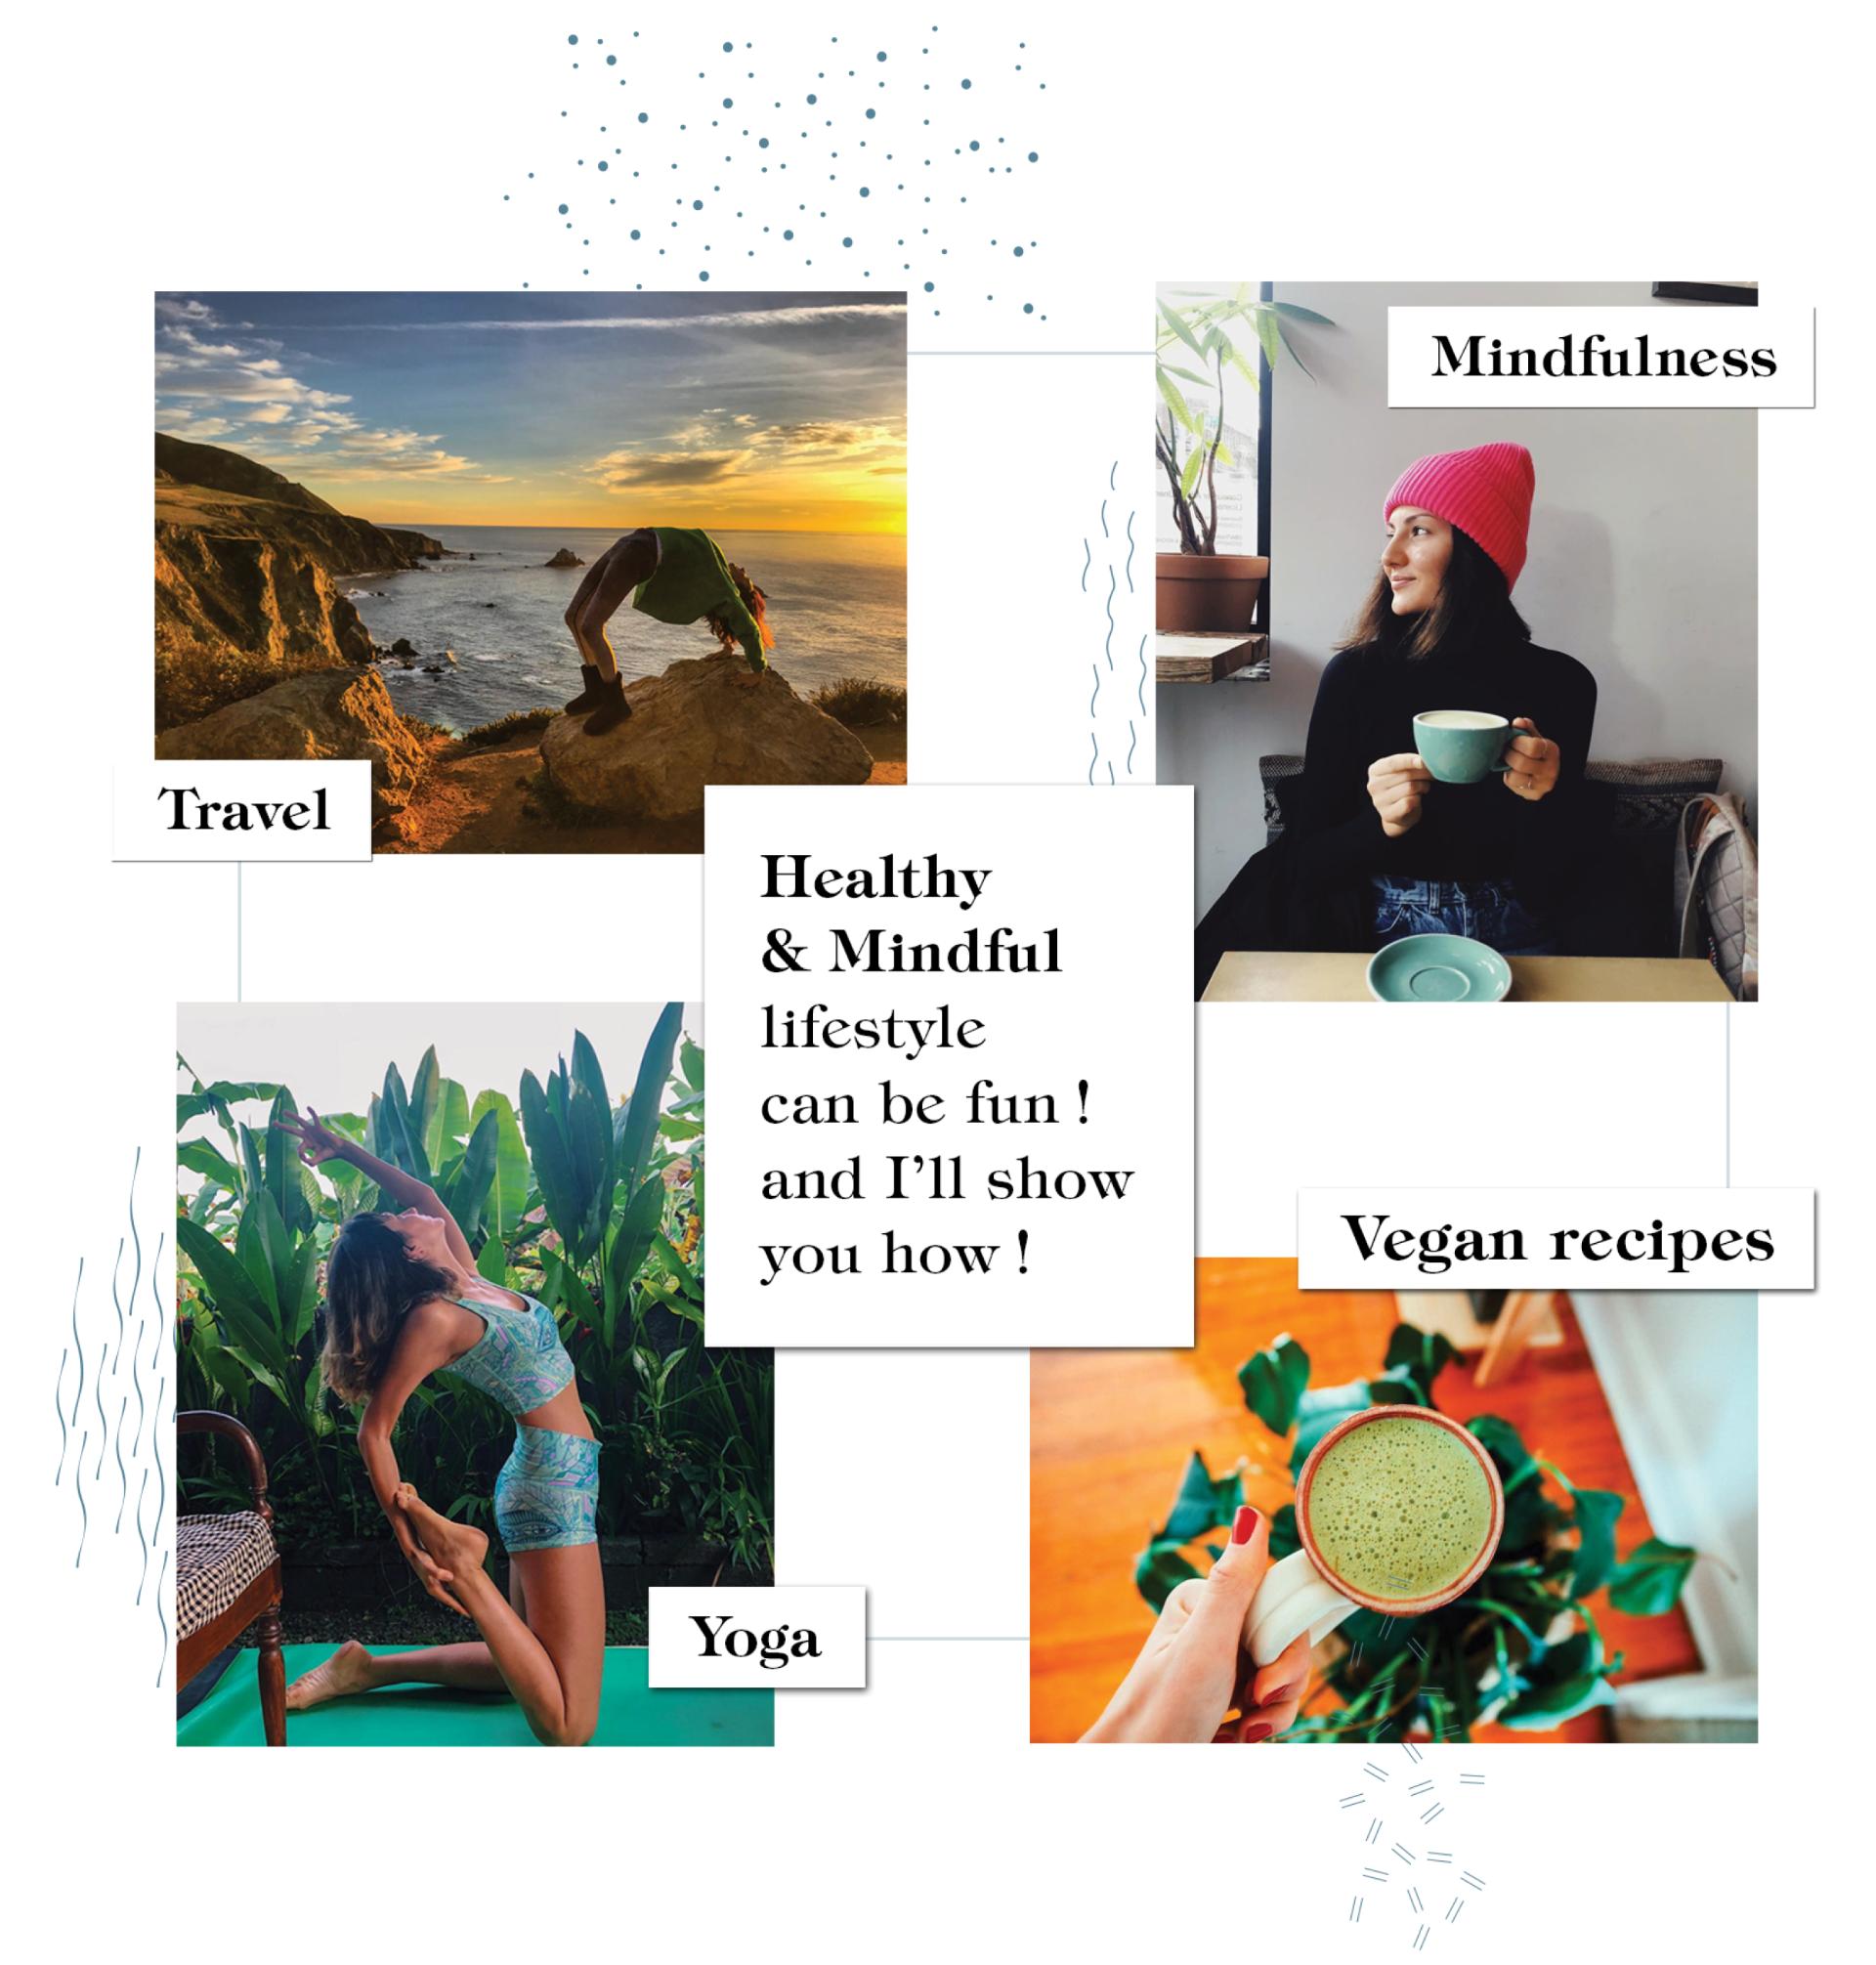 Mindfulness
Travel
Healthy
& Mindful
lifestyle
can be fun !
and I'll show
you how !
Vegan recipes
Yoga